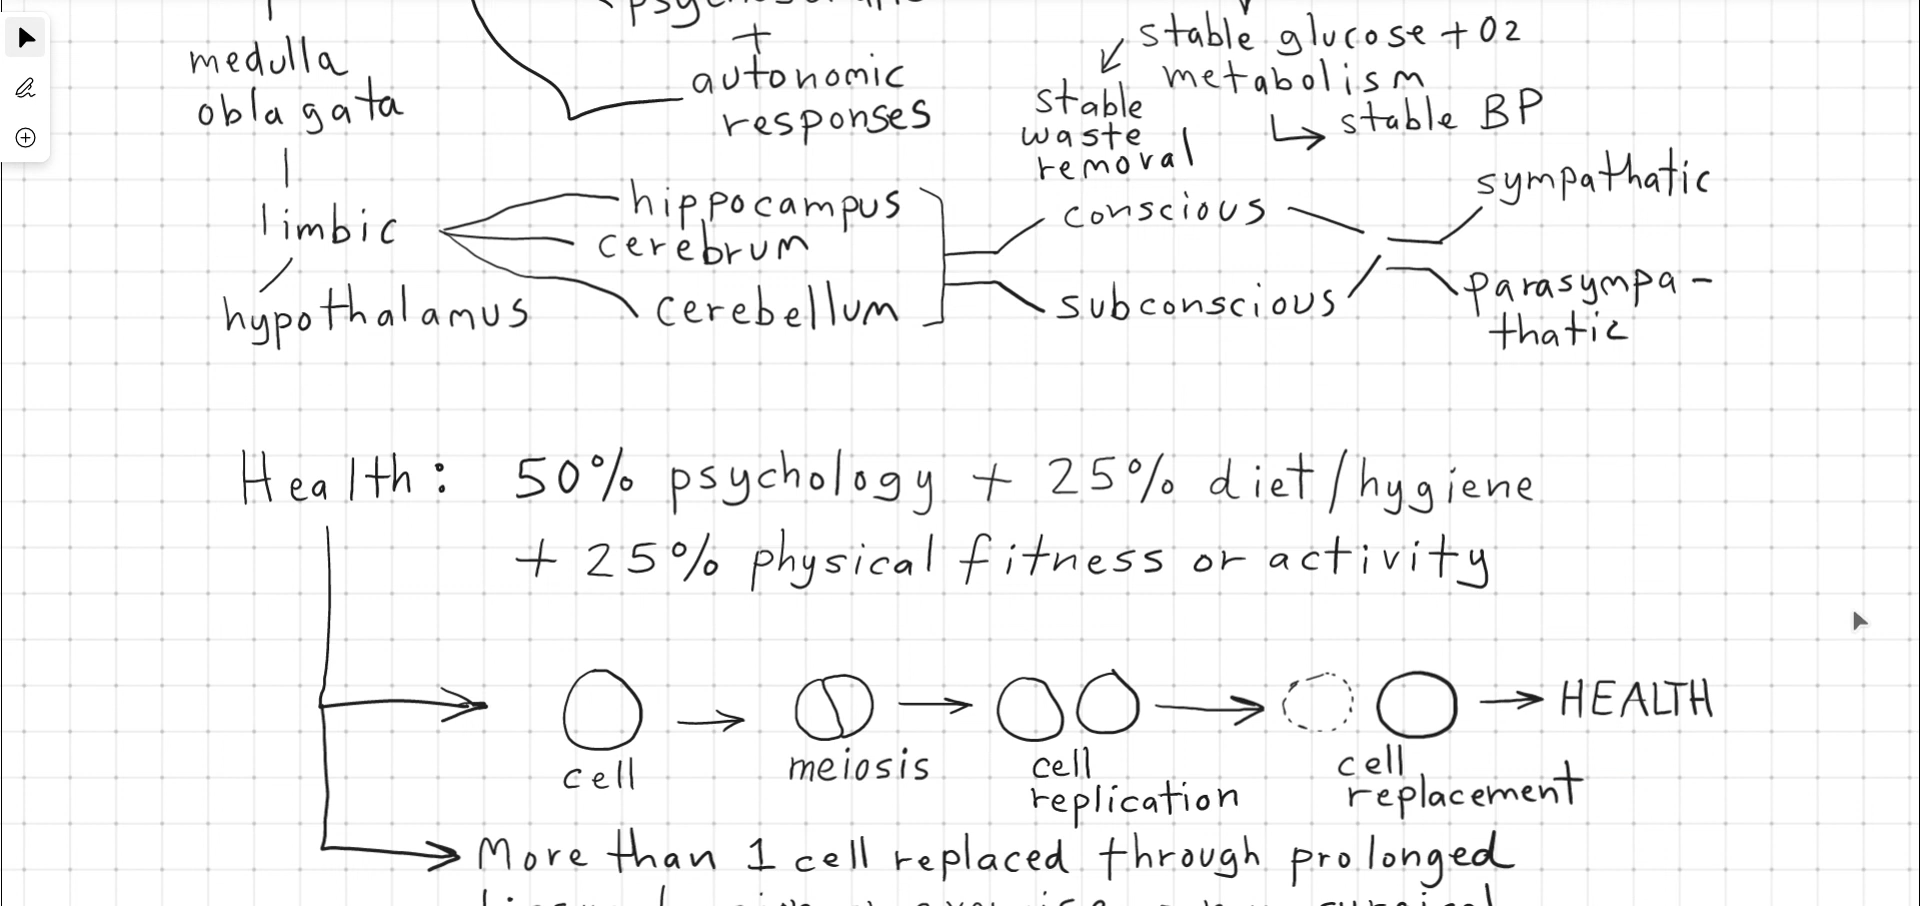 medulla
oblagata
+
autonomic
responses
stable glucose + O2
metabolism
stable
waste
removal
stable BP
limbic
hypothalamus
hippocampus
cerebrum
cerebellum
conscious
subconscious
sympathatic
parasympa-
thatic
Health: 50% psychology + 25% diet/hygiene
+ 25% physical fitness or activity
cell
meiosis
cell
replication
cell
replacement
HEALTH
More than 1 cell replaced through prolonged